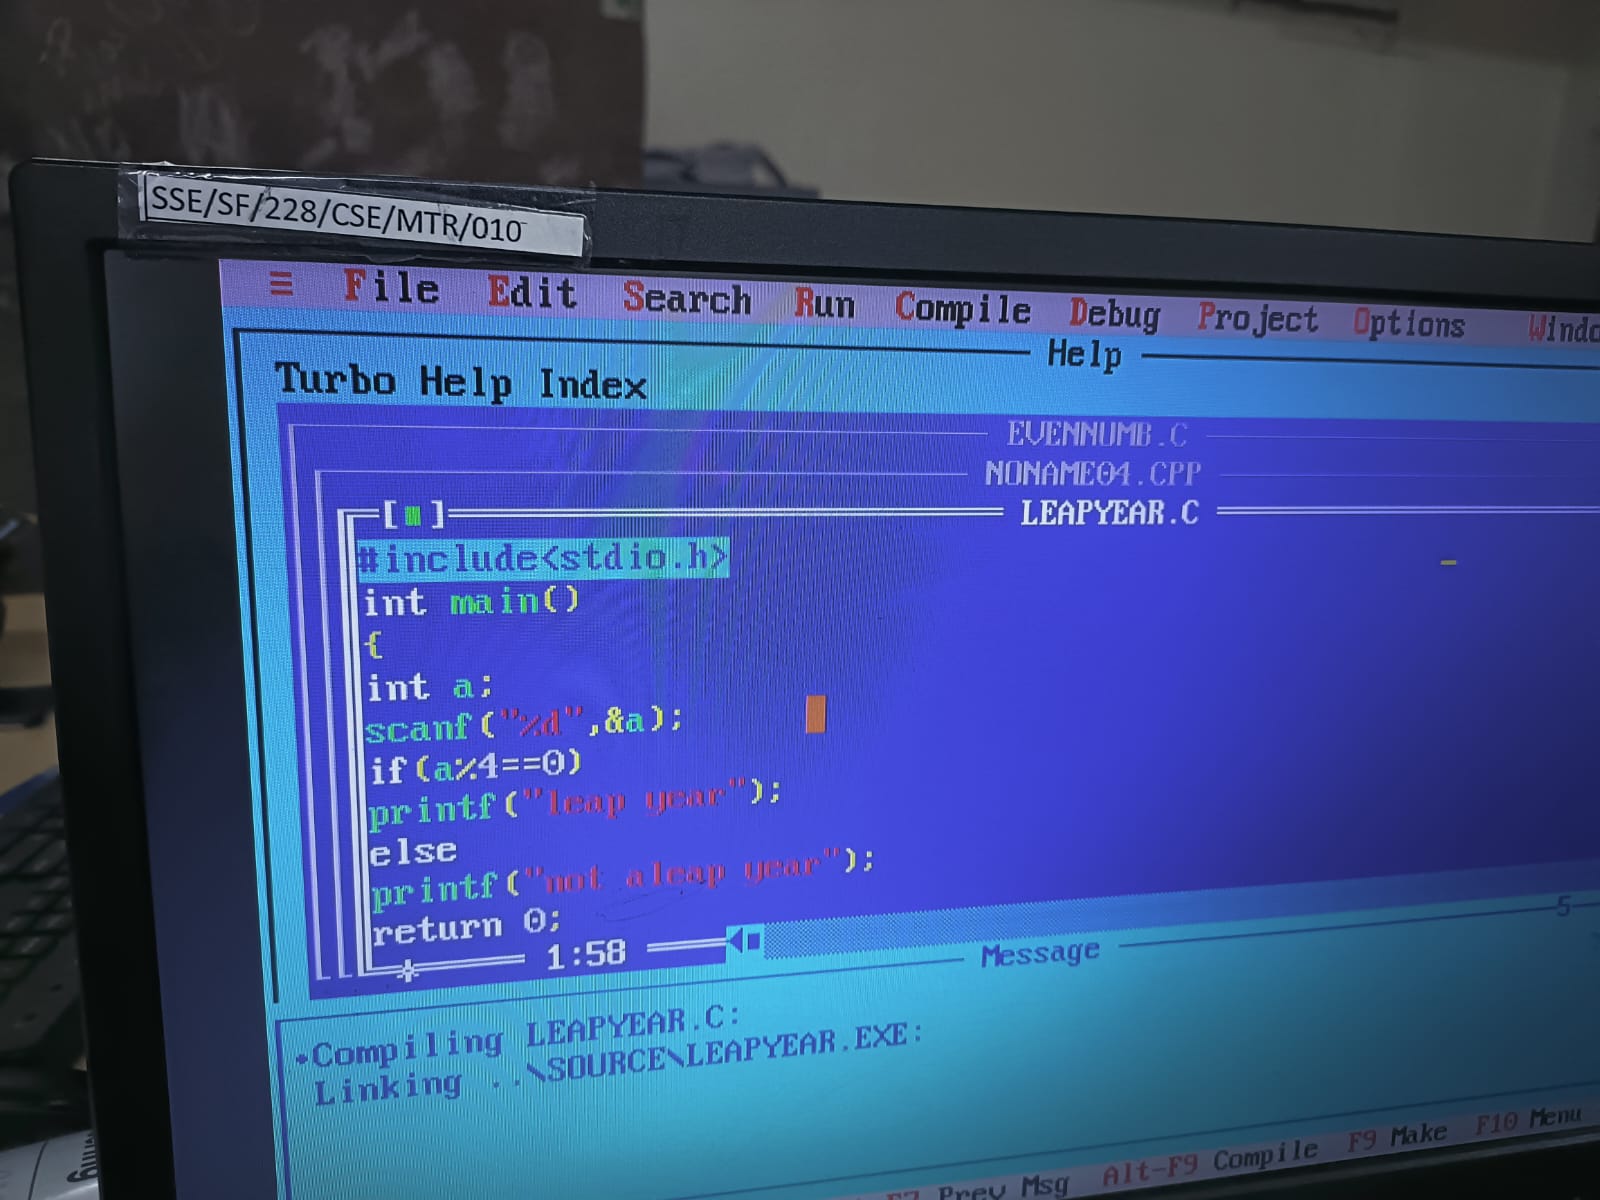 SSE/SF/228/CSE/MTR/010
≡ File Edit Search Run Compile Debug Project Options
Help
Turbo Help Index
EVENNUMB.C
NONAME04.CPP
[■] LEAPYEAR.C
#include<stdio.h>
int main()
{
int a;
scanf("%d",&a);
if(a%4==0)
printf("leap year");
else
printf("not aleap year");
return 0;
1:58
5
Message
•Compiling LEAPYEAR.C:
Linking ..\SOURCE\LEAPYEAR.EXE:
Prev Msg Alt-F9 Compile F9 Make F10 Menu